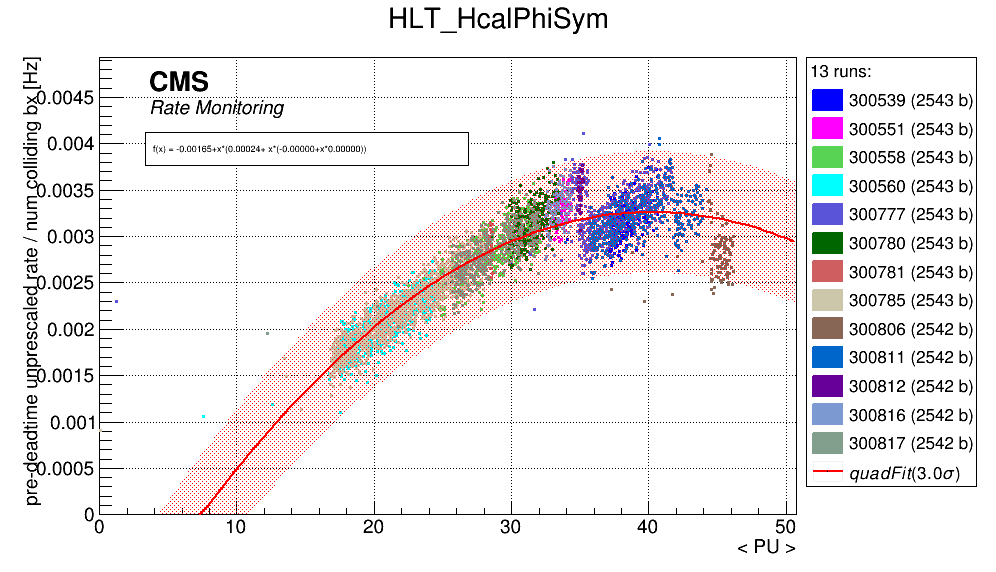 HLT_HcalPhiSym
pre-deadtime unprescaled rate / num colliding bx [Hz]
CMS
Rate Monitoring
f(x) = -0.00165+x*(0.00024+ x*(-0.00000+x*0.00000))
0.0045
0.004
0.0035
0.003
0.0025
0.002
0.0015
0.001
0.0005
0
0 10 20 30 40 50
< PU >
13 runs:
300539 (2543 b)
300551 (2543 b)
300558 (2543 b)
300560 (2543 b)
300777 (2543 b)
300780 (2543 b)
300781 (2543 b)
300785 (2543 b)
300806 (2542 b)
300811 (2542 b)
300812 (2542 b)
300816 (2542 b)
300817 (2542 b)
quadFit(3.0σ)